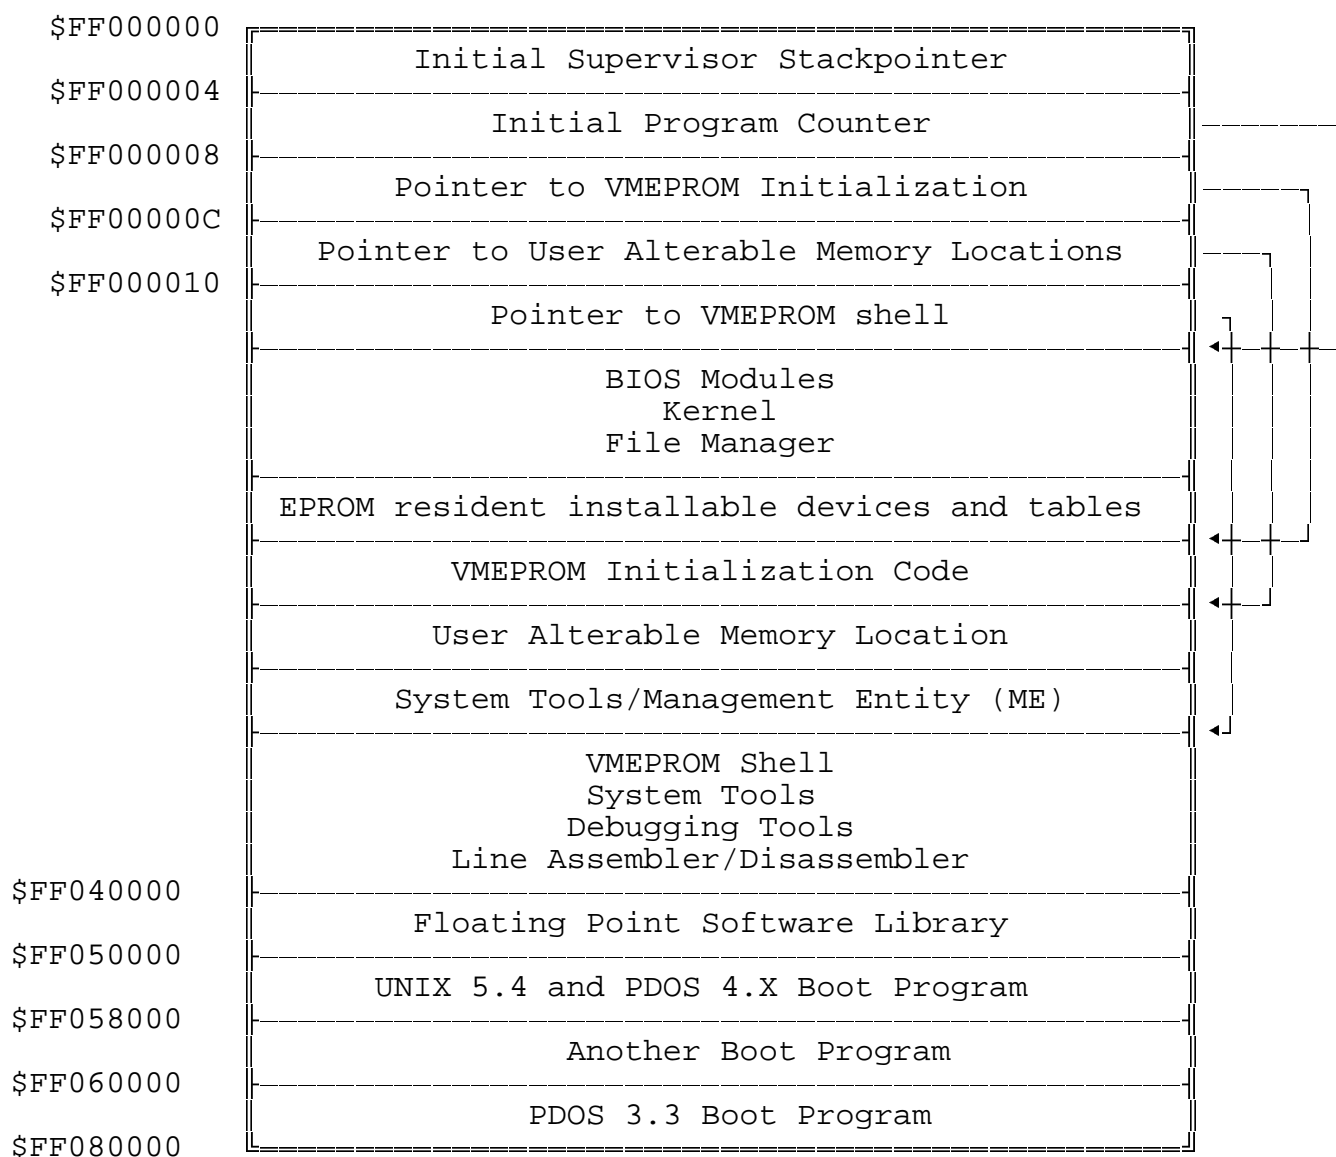 $FF000000
Initial Supervisor Stackpointer
$FF000004
Initial Program Counter
$FF000008
Pointer to VMEPROM Initialization
$FF00000C
Pointer to User Alterable Memory Locations
$FF000010
Pointer to VMEPROM shell
BIOS Modules
Kernel
File Manager
EPROM resident installable devices and tables
VMEPROM Initialization Code
User Alterable Memory Location
System Tools/Management Entity (ME)
VMEPROM Shell
System Tools
Debugging Tools
Line Assembler/Disassembler
$FF040000
Floating Point Software Library
$FF050000
UNIX 5.4 and PDOS 4.X Boot Program
$FF058000
Another Boot Program
$FF060000
PDOS 3.3 Boot Program
$FF080000